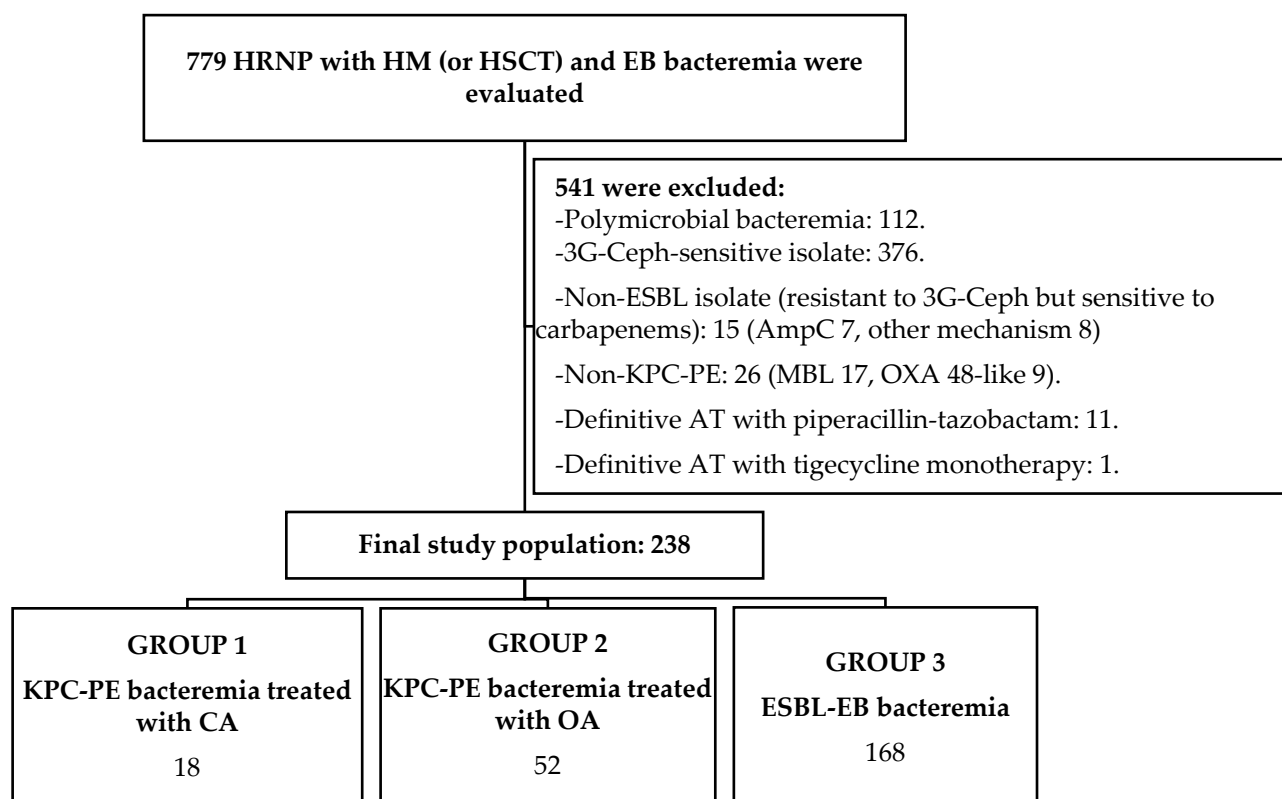 779 HRNP with HM (or HSCT) and EB bacteremia were
evaluated
541 were excluded:
-Polymicrobial bacteremia: 112.
-3G-Ceph-sensitive isolate: 376.
-Non-ESBL isolate (resistant to 3G-Ceph but sensitive to
carbapenems): 15 (AmpC 7, other mechanism 8)
-Non-KPC-PE: 26 (MBL 17, OXA 48-like 9).
-Definitive AT with piperacillin-tazobactam: 11.
-Definitive AT with tigecycline monotherapy: 1.
Final study population: 238
GROUP 1
KPC-PE bacteremia treated
with CA
18
GROUP 2
KPC-PE bacteremia treated
with OA
52
GROUP 3
ESBL-EB bacteremia
168